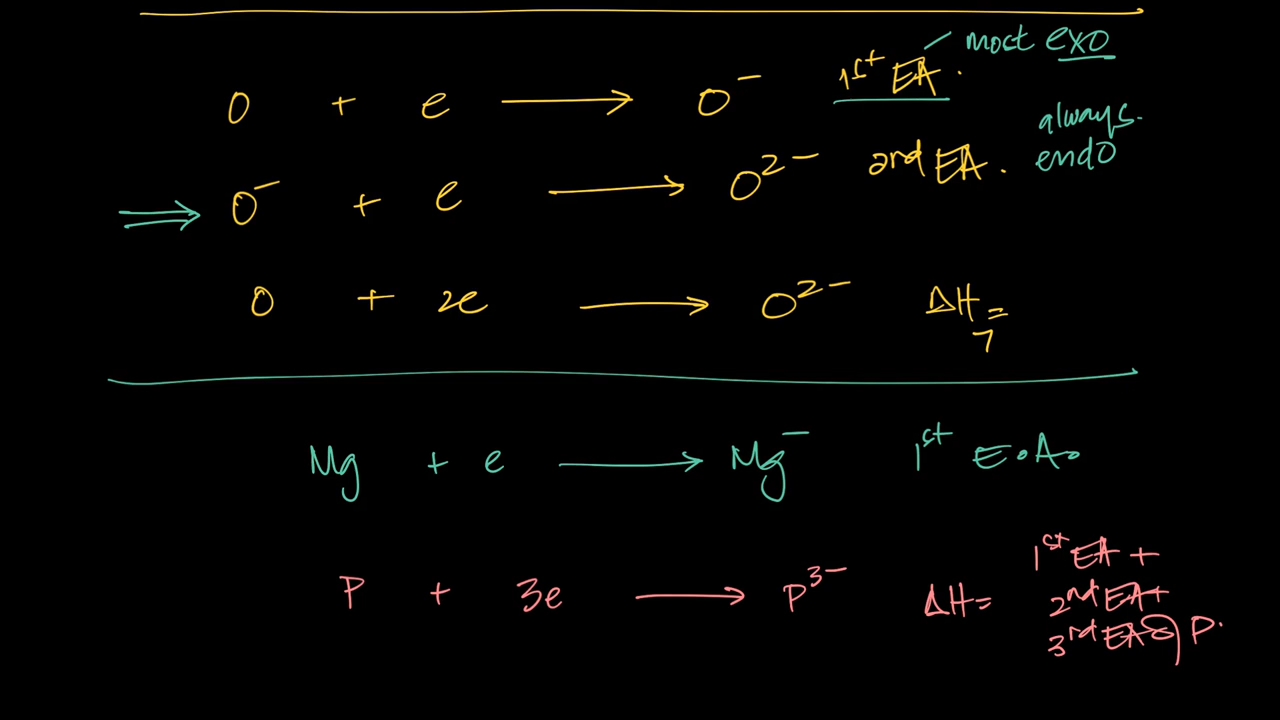 O + e ⟶ O⁻ 1st EA. most exo
O⁻ + e ⟶ O²⁻ 2nd EA. always endo
O + 2e ⟶ O²⁻ ΔH = ?
Mg + e ⟶ Mg⁻ 1st E.A.
P + 3e ⟶ P³⁻ ΔH = 1st EA +
2nd EA +
3rd EA of P.